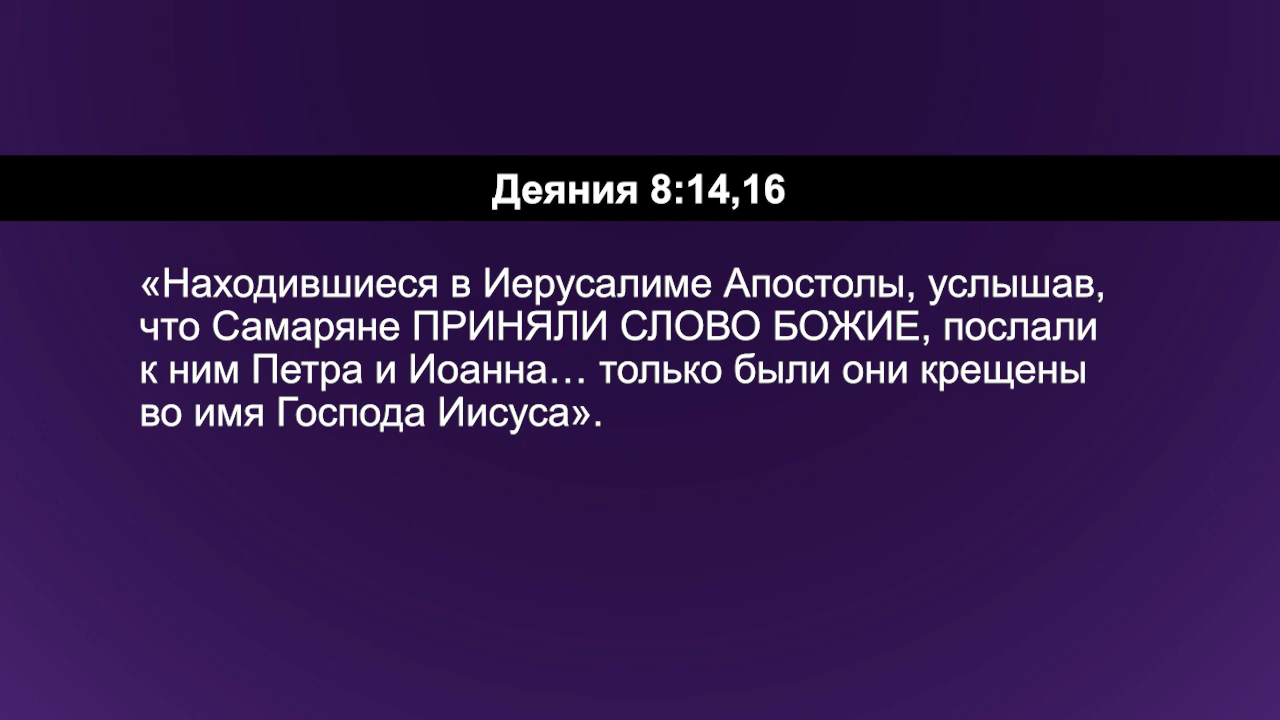 Деяния 8:14,16
«Находившиеся в Иерусалиме Апостолы, услышав,
что Самаряне ПРИНЯЛИ СЛОВО БОЖИЕ, послали
к ним Петра и Иоанна… только были они крещены
во имя Господа Иисуса».